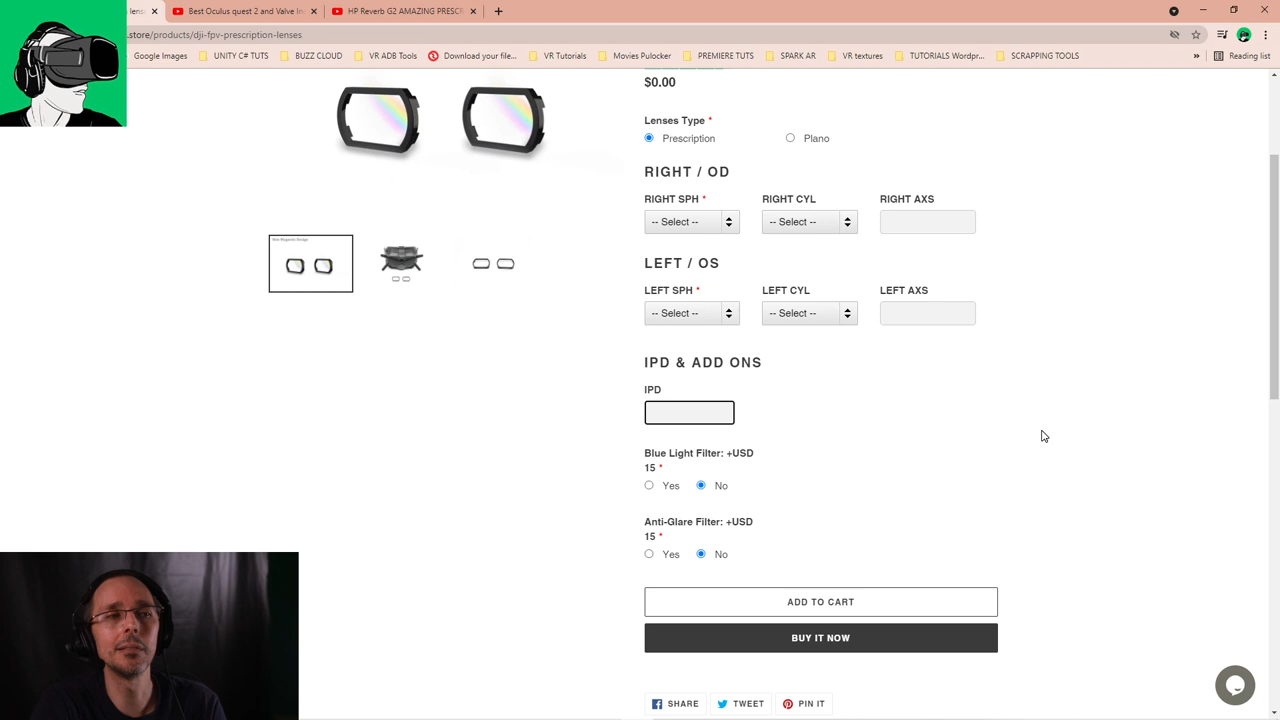 lens
Best Oculus quest 2 and Valve In
HP Reverb G2 AMAZING PRESCR
.store/products/dji-fpv-prescription-lenses
Google Images
UNITY C# TUTS
BUZZ CLOUD
VR ADB Tools
Download your file...
VR Tutorials
Movies Pulocker
PREMIERE TUTS
SPARK AR
VR textures
TUTORIALS Wordpr...
SCRAPPING TOOLS
»
Reading list
$0.00
Lenses Type *
Prescription
Plano
RIGHT / OD
RIGHT SPH * RIGHT CYL RIGHT AXS
-- Select -- -- Select --
LEFT / OS
LEFT SPH * LEFT CYL LEFT AXS
-- Select -- -- Select --
IPD & ADD ONS
IPD
Blue Light Filter: +USD
15 *
Yes No
Anti-Glare Filter: +USD
15 *
Yes No
ADD TO CART
BUY IT NOW
SHARE TWEET PIN IT